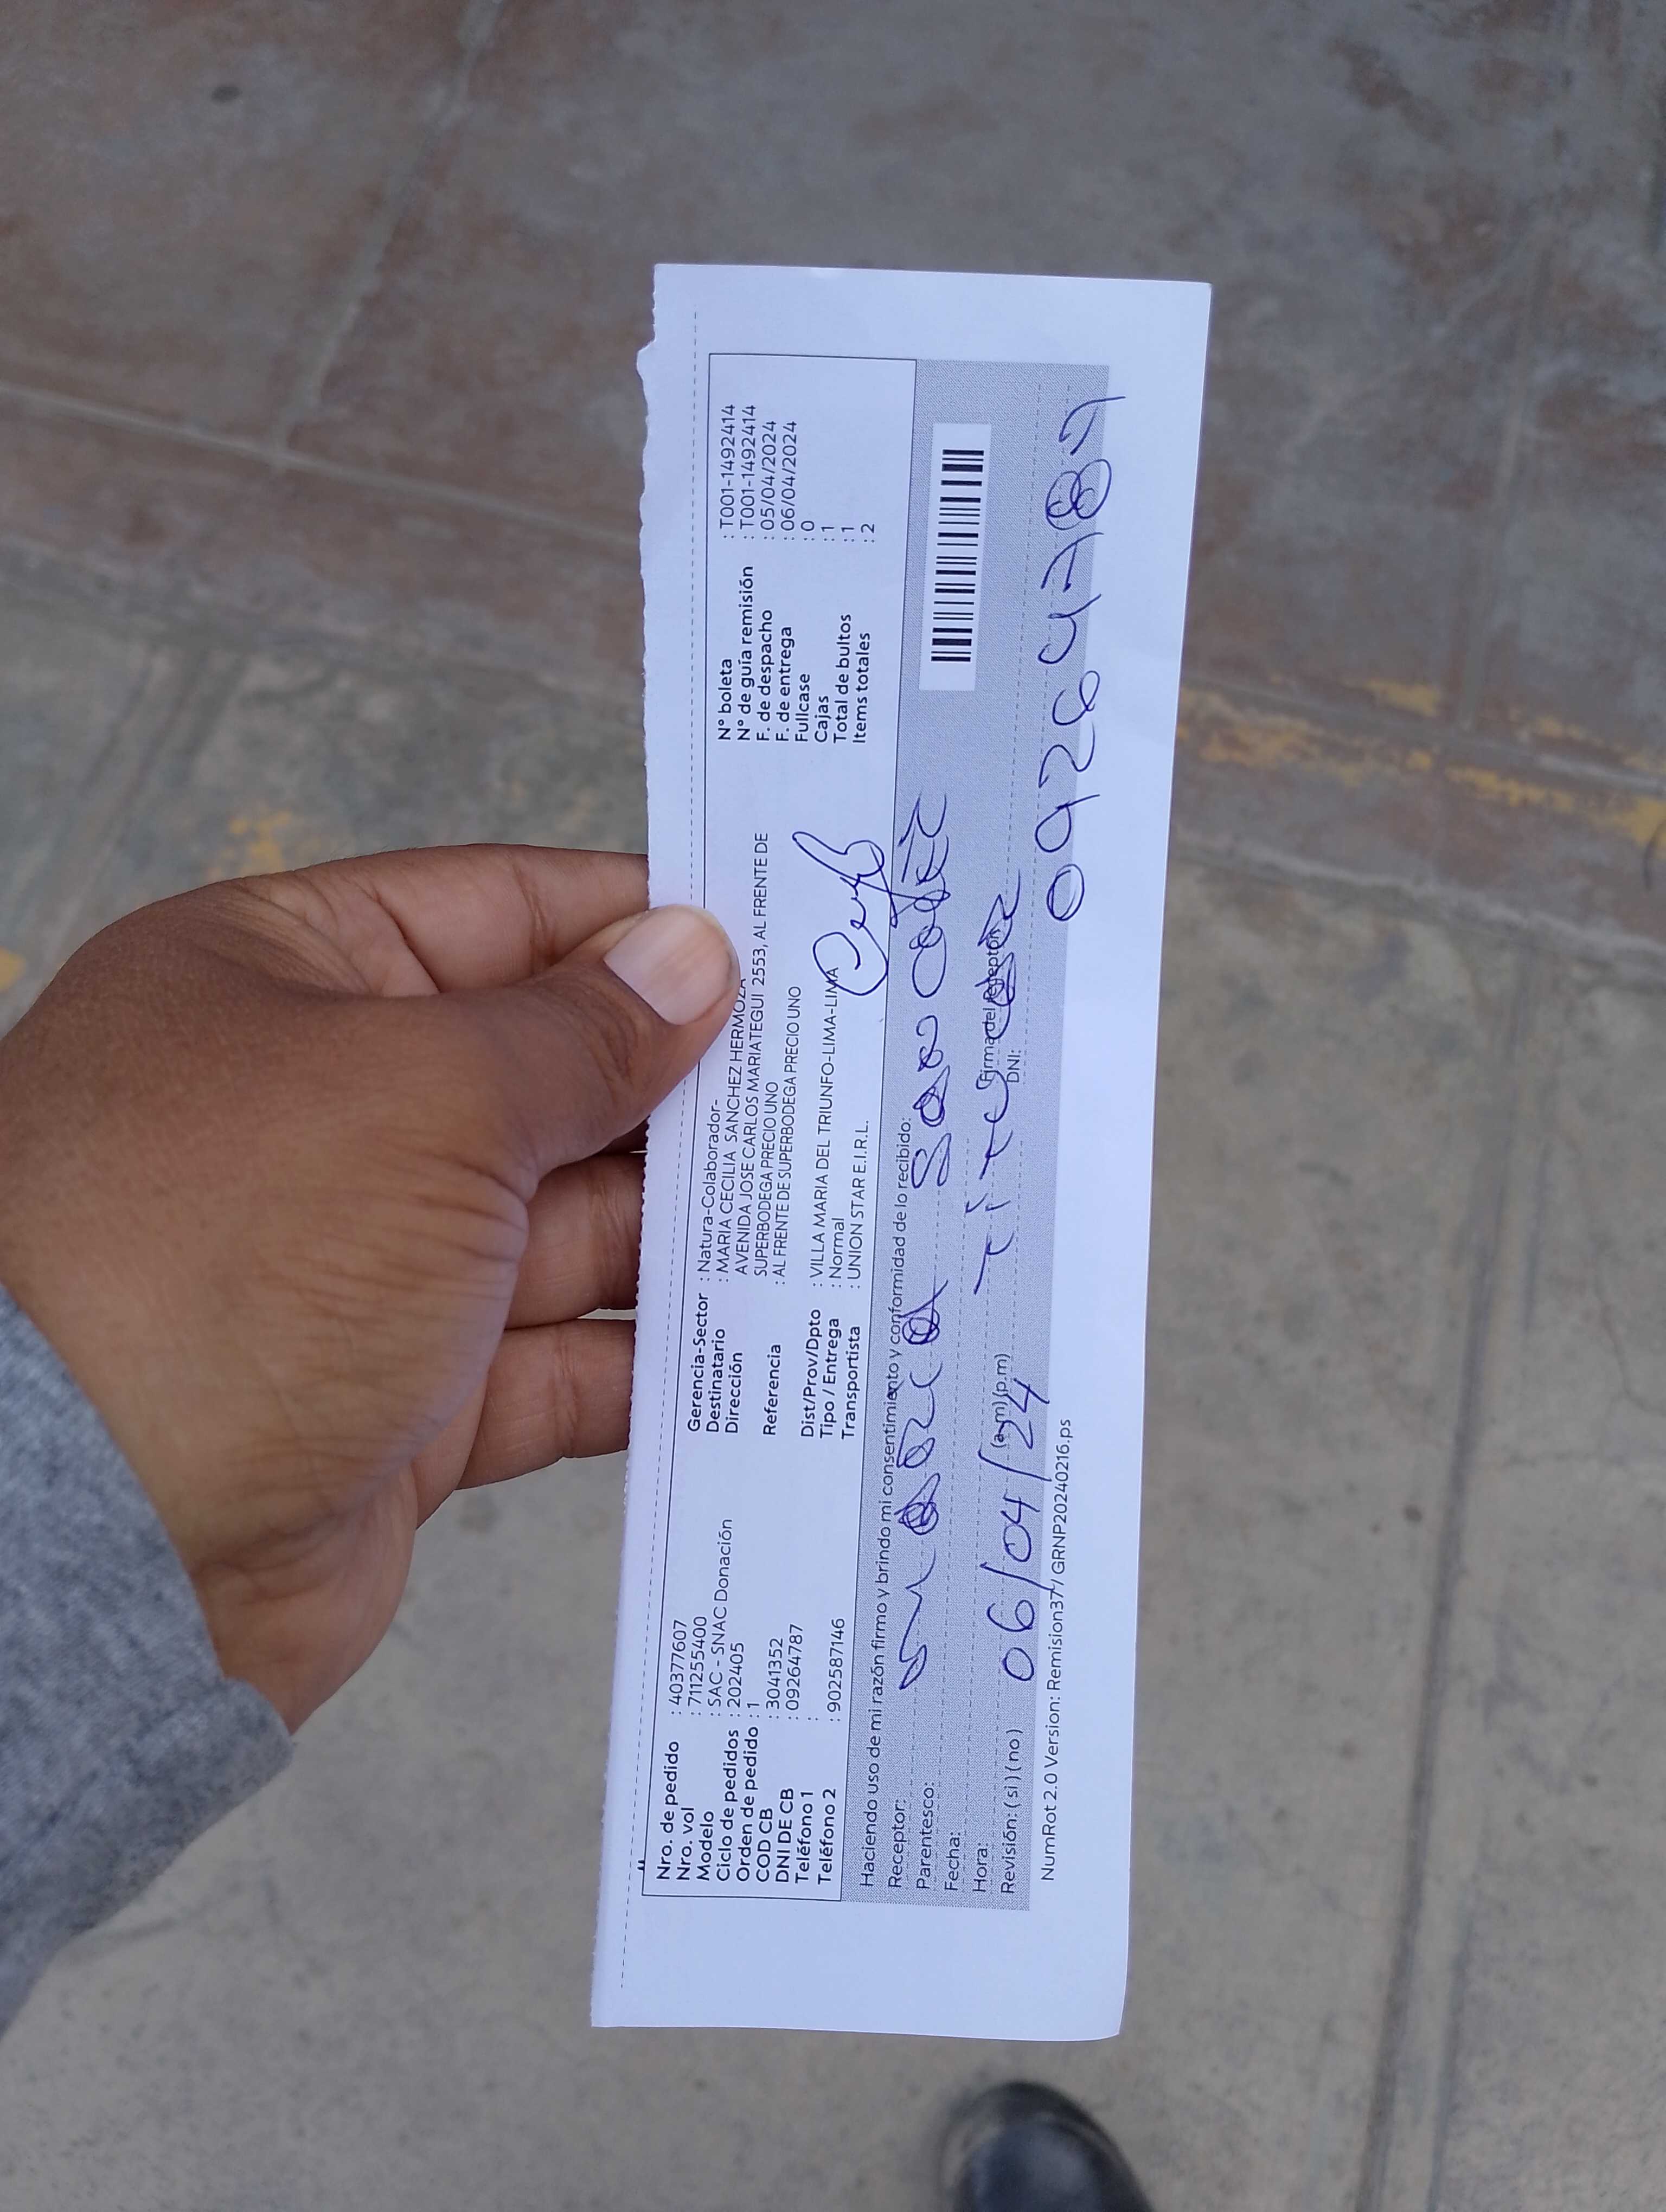 Nro. de pedido : 40377607
Nro. vol : 711255400
Modelo : SAC - SNAC Donación
Ciclo de pedidos : 202405
Orden de pedido : 1
COD CB : 3041352
DNI DE CB : 09264787
Teléfono 1 :
Teléfono 2 : 902587146
Gerencia-Sector : Natura-Colaborador-
Destinatario : MARIA CECILIA SANCHEZ HERMOZA
Dirección AVENIDA JOSE CARLOS MARIATEGUI 2553, AL FRENTE DE
SUPERBODEGA PRECIO UNO
Referencia : AL FRENTE DE SUPERBODEGA PRECIO UNO
Dist/Prov/Dpto : VILLA MARIA DEL TRIUNFO-LIMA-LIMA
Tipo / Entrega : Normal
Transportista : UNION STAR E.I.R.L.
N° boleta : T001-1492414
N° de guía remisión : T001-1492414
F. de despacho : 05/04/2024
F. de entrega : 06/04/2024
Fullcase : 0
Cajas : 1
Total de bultos : 1
Items totales : 2
Haciendo uso de mi razón firmo y brindo mi consentimiento y conformidad de lo recibido:
Receptor: Sanchez
Parentesco:
Fecha:
Hora: (a.m)(p.m)
Revisión: (si)(no) 06/04/24
Firma del Receptor
DNI: 09264787
NumRot 2.0 Version: Remision37 / GRNP20240216.ps